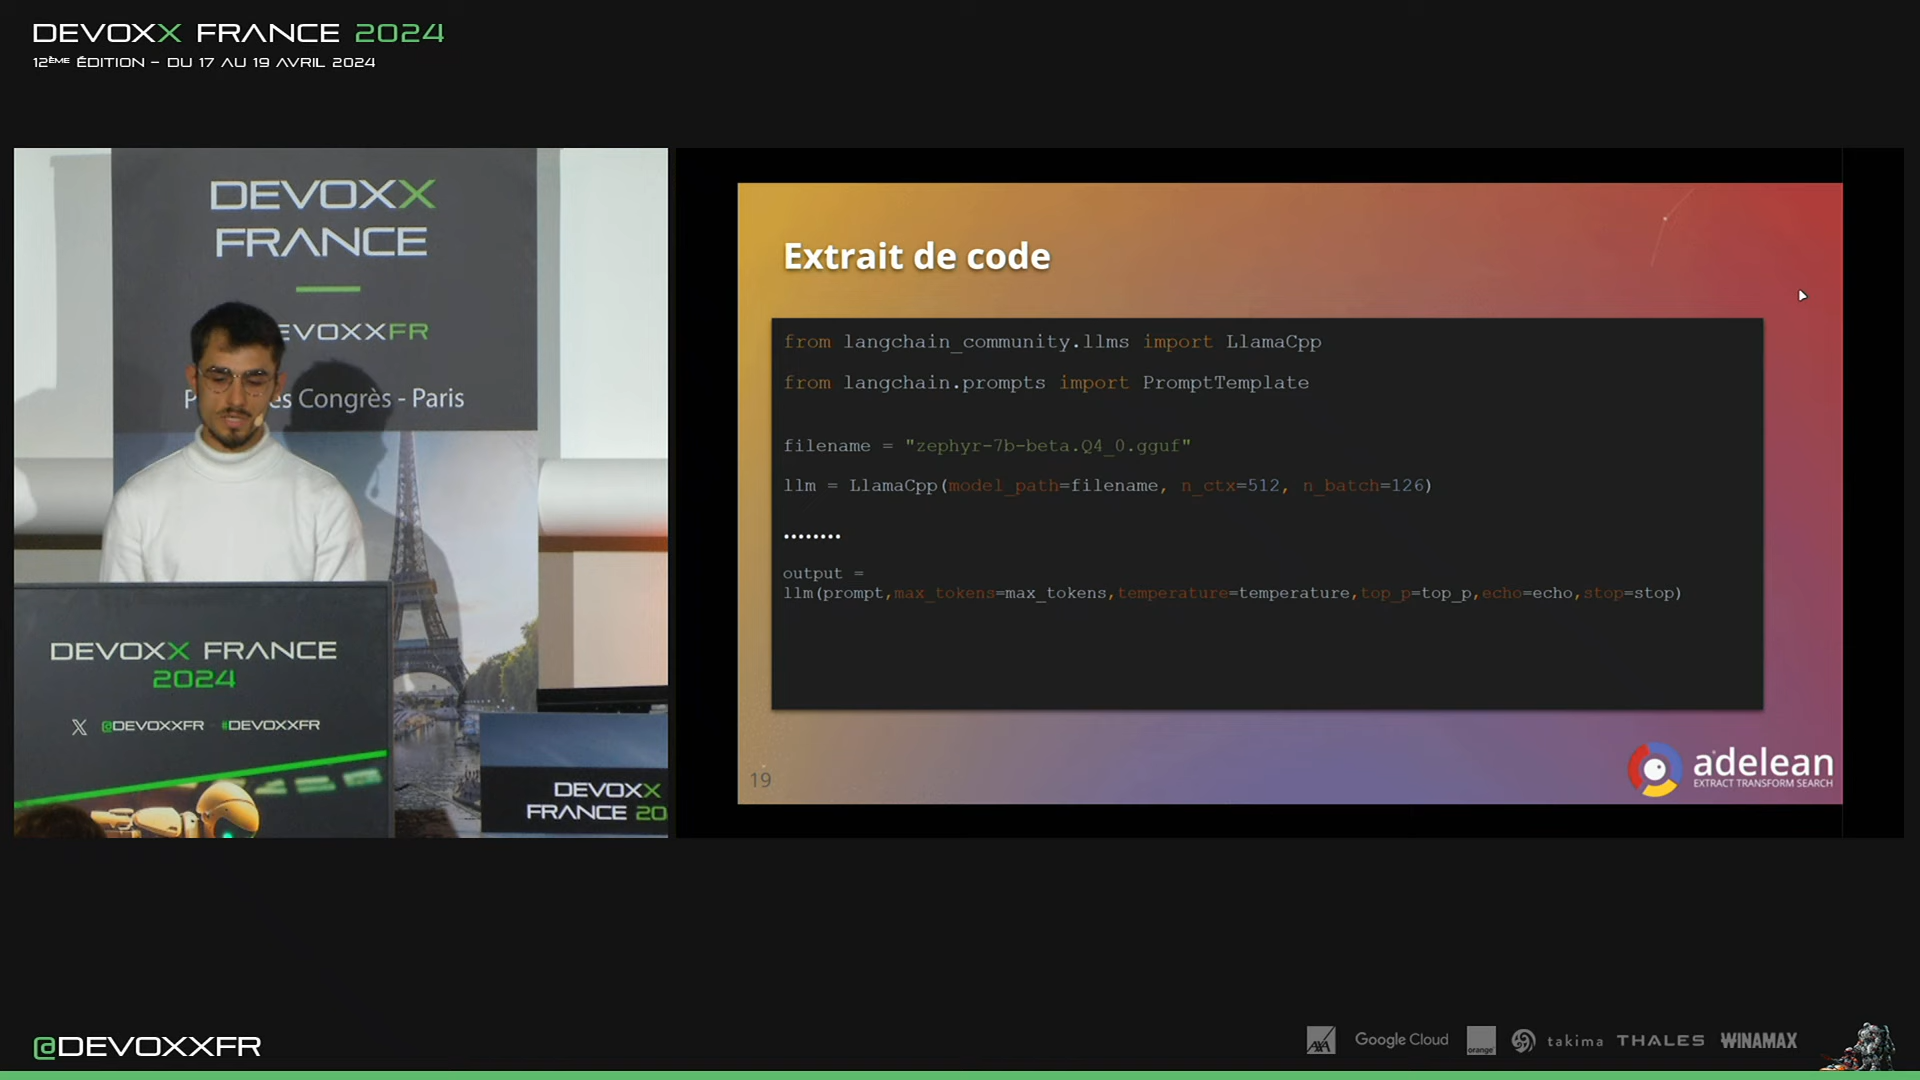 DEVOXX FRANCE 2024
12ÈME ÉDITION - DU 17 AU 19 AVRIL 2024
DEVOXX
FRANCE
EVOXXFR
es Congrès - Paris
DEVOXX FRANCE
2024
@DEVOXXFR #DEVOXXFR
DEVOXX
FRANCE 20
Extrait de code
from langchain_community.llms import LlamaCpp
from langchain.prompts import PromptTemplate
filename = "zephyr-7b-beta.Q4_0.gguf"
llm = LlamaCpp(model_path=filename, n_ctx=512, n_batch=126)
........
output =
llm(prompt,max_tokens=max_tokens,temperature=temperature,top_p=top_p,echo=echo,stop=stop)
19
adelean
EXTRACT TRANSFORM SEARCH
@DEVOXXFR
AXA Google Cloud orange takima THALES WINAMAX